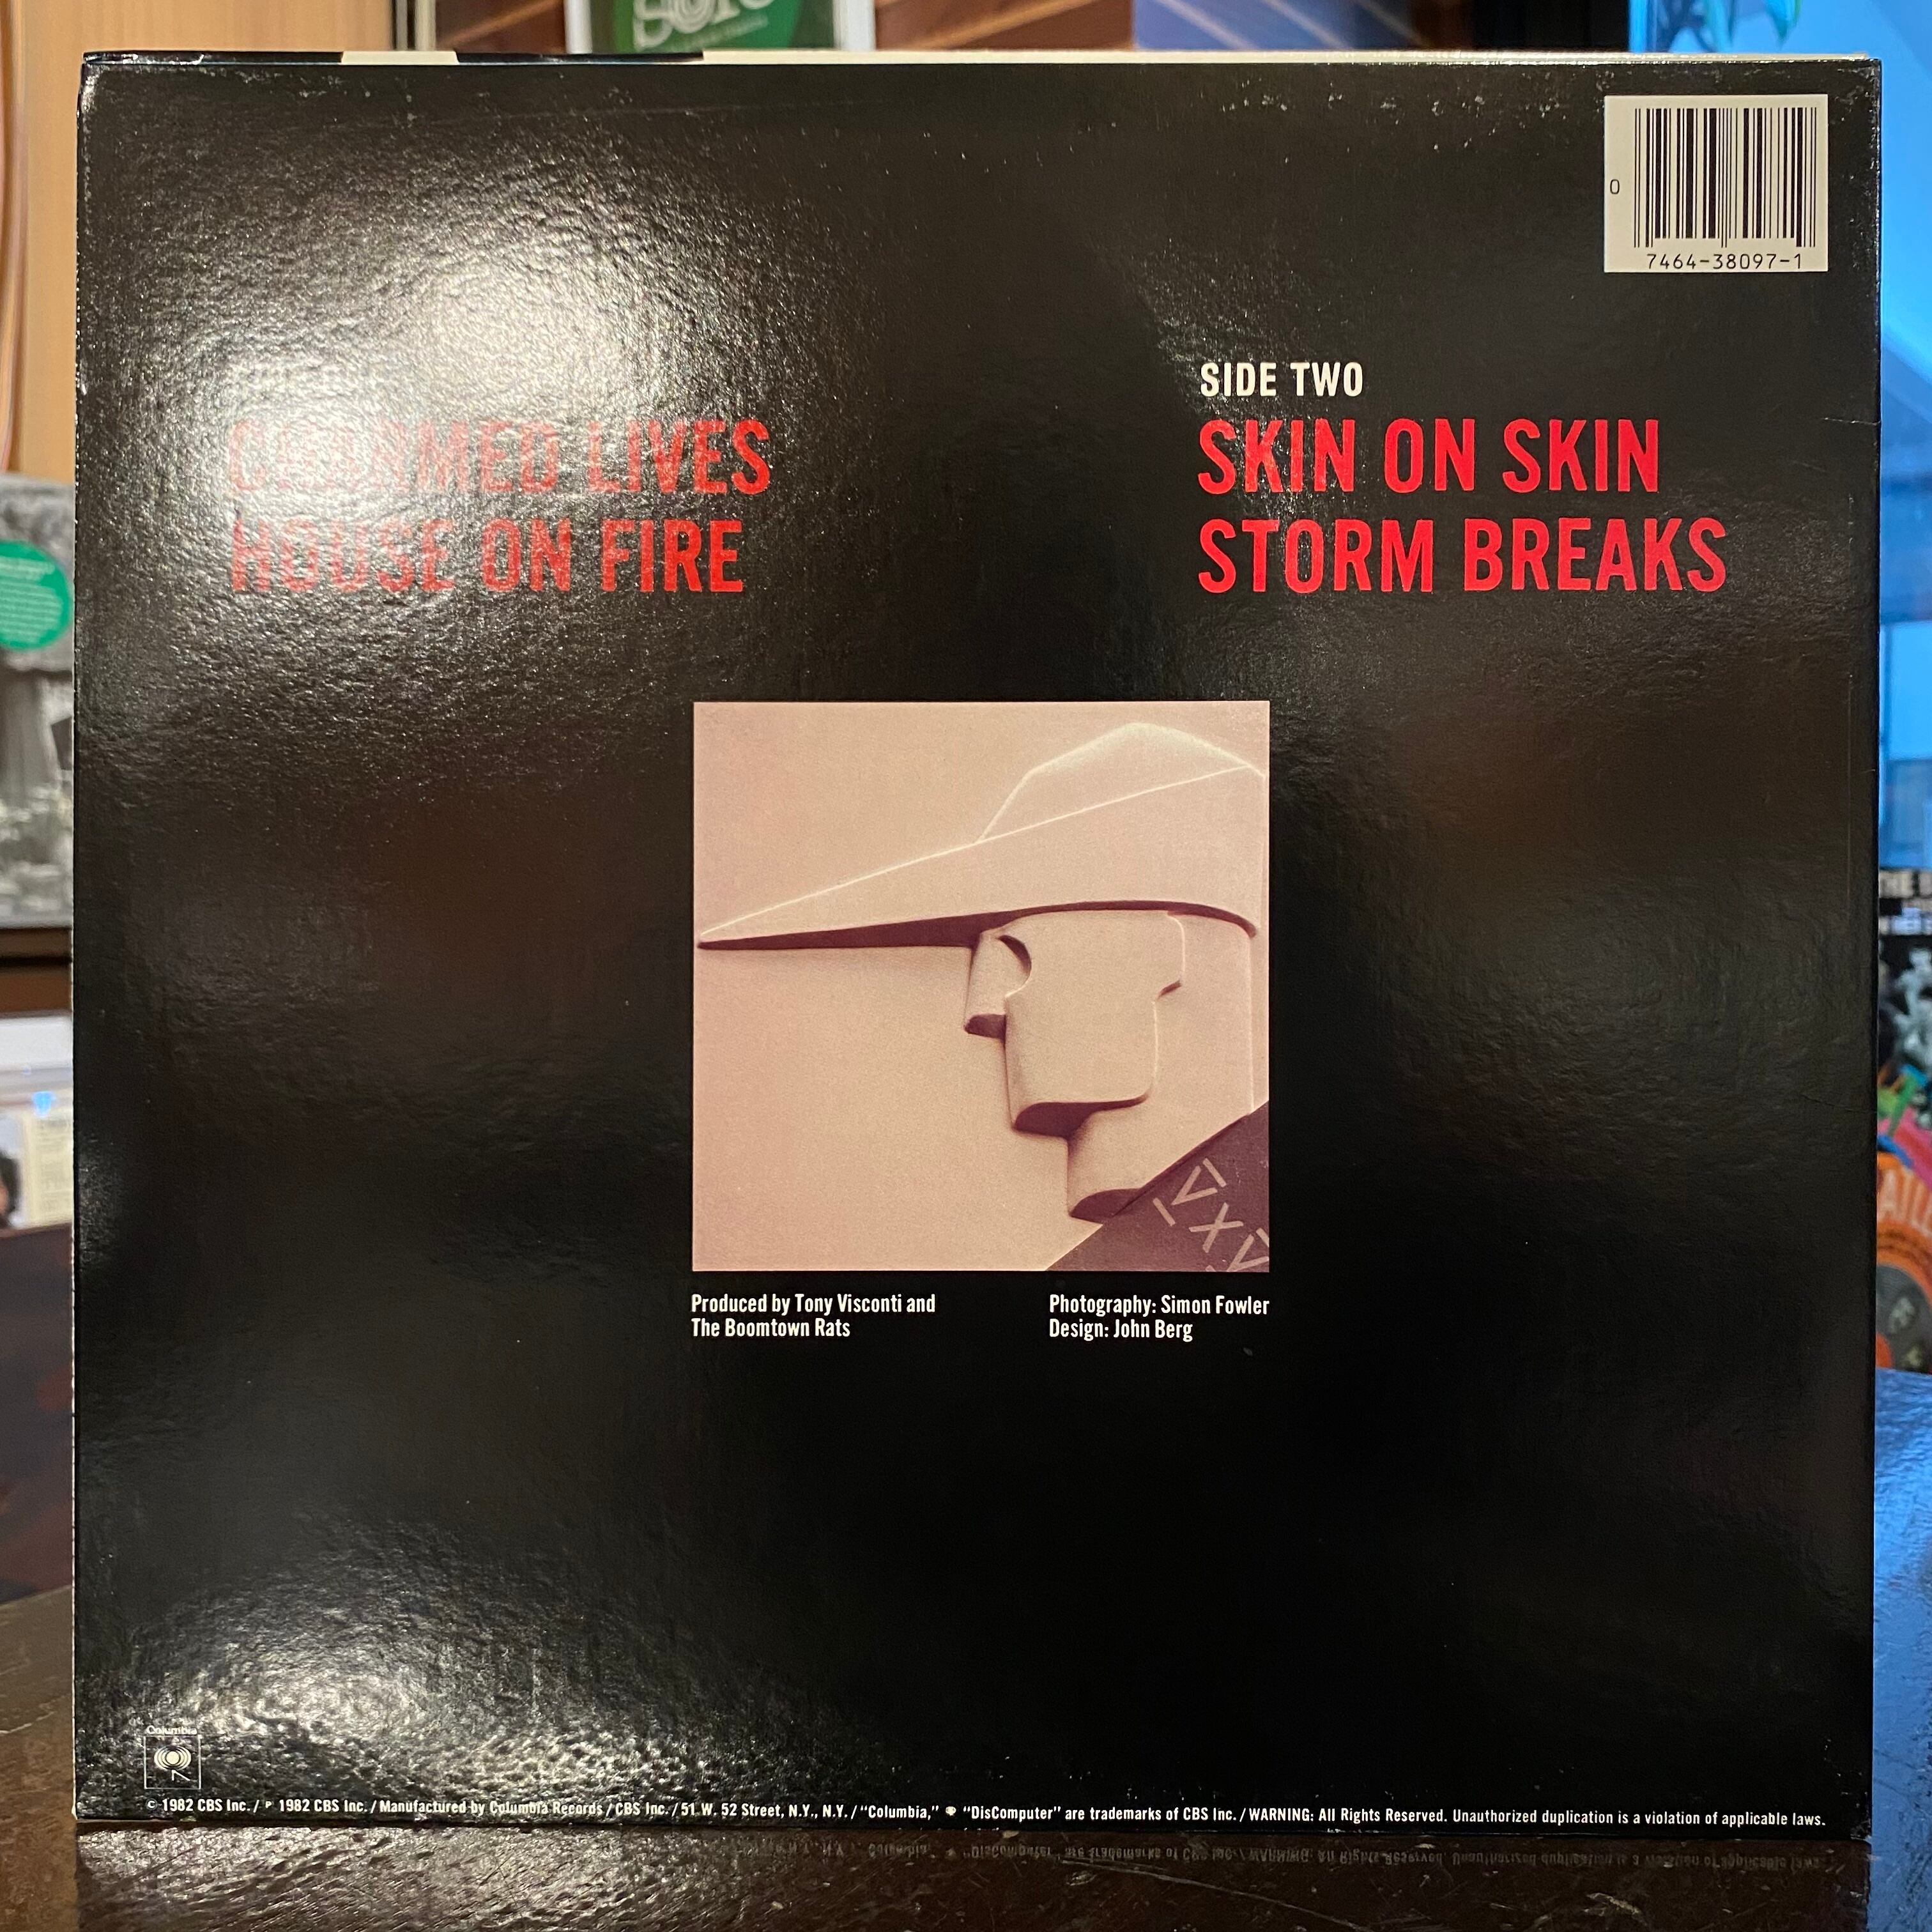 0
7464-38097-1
CHARMED LIVES
HOUSE ON FIRE
SIDE TWO
SKIN ON SKIN
STORM BREAKS
VXV
Produced by Tony Visconti and
The Boomtown Rats
Photography: Simon Fowler
Design: John Berg
Columbia
© 1982 CBS Inc. / ℗ 1982 CBS Inc. / Manufactured by Columbia Records / CBS Inc. / 51 W. 52 Street, N.Y., N.Y. / "Columbia," "DisComputer" are trademarks of CBS Inc. / WARNING: All Rights Reserved. Unauthorized duplication is a violation of applicable laws.